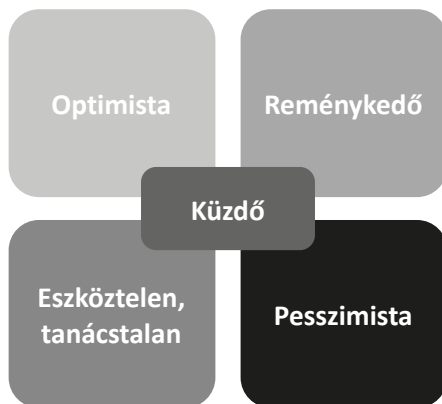 Optimista
Reménykedő
Küzdő
Eszköztelen,
tanácstalan
Pesszimista